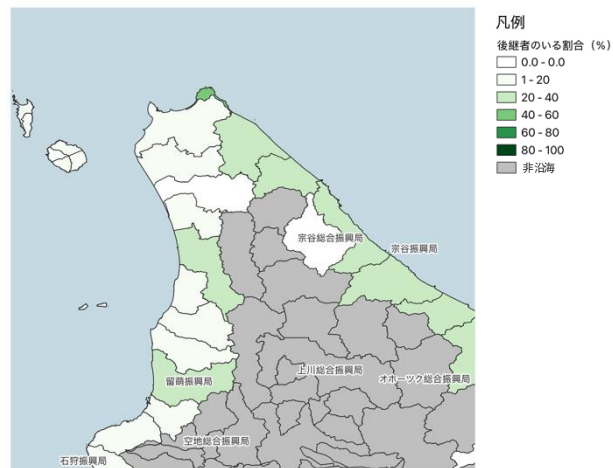 凡例
後継者のいる割合（%）
0.0 - 0.0
1 - 20
20 - 40
40 - 60
60 - 80
80 - 100
非沿海
宗谷総合振興局
宗谷振興局
留萌振興局
上川総合振興局
オホーツク総合振興局
空知総合振興局
石狩振興局